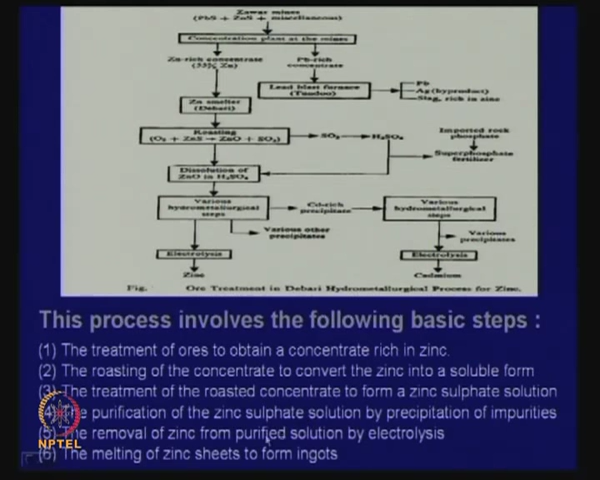 Zawar mines
(PbS + ZnS + miscellaneous)
Concentration plant at the mines
Zn-rich concentrate
(53% Zn)
Pb-rich
concentrate
Lead blast furnace
(Tundoo)
Pb
Ag (byproduct)
Slag, rich in zinc
Zn smelter
(Debari)
Roasting
(O₂ + ZnS → ZnO + SO₂)
SO₂
H₂SO₄
Imported rock
phosphate
Superphosphate
fertilizer
Dissolution of
ZnO in H₂SO₄
Various
hydrometallurgical
steps
Cd-rich
precipitate
Various
hydrometallurgical
steps
Various other
precipitates
Various
precipitates
Electrolysis
Electrolysis
Zinc
Cadmium
Fig. Ore Treatment in Debari Hydrometallurgical Process for Zinc.
This process involves the following basic steps :
(1) The treatment of ores to obtain a concentrate rich in zinc.
(2) The roasting of the concentrate to convert the zinc into a soluble form
(3) The treatment of the roasted concentrate to form a zinc sulphate solution
(4) The purification of the zinc sulphate solution by precipitation of impurities
(5) The removal of zinc from purified solution by electrolysis
(6) The melting of zinc sheets to form ingots
NPTEL